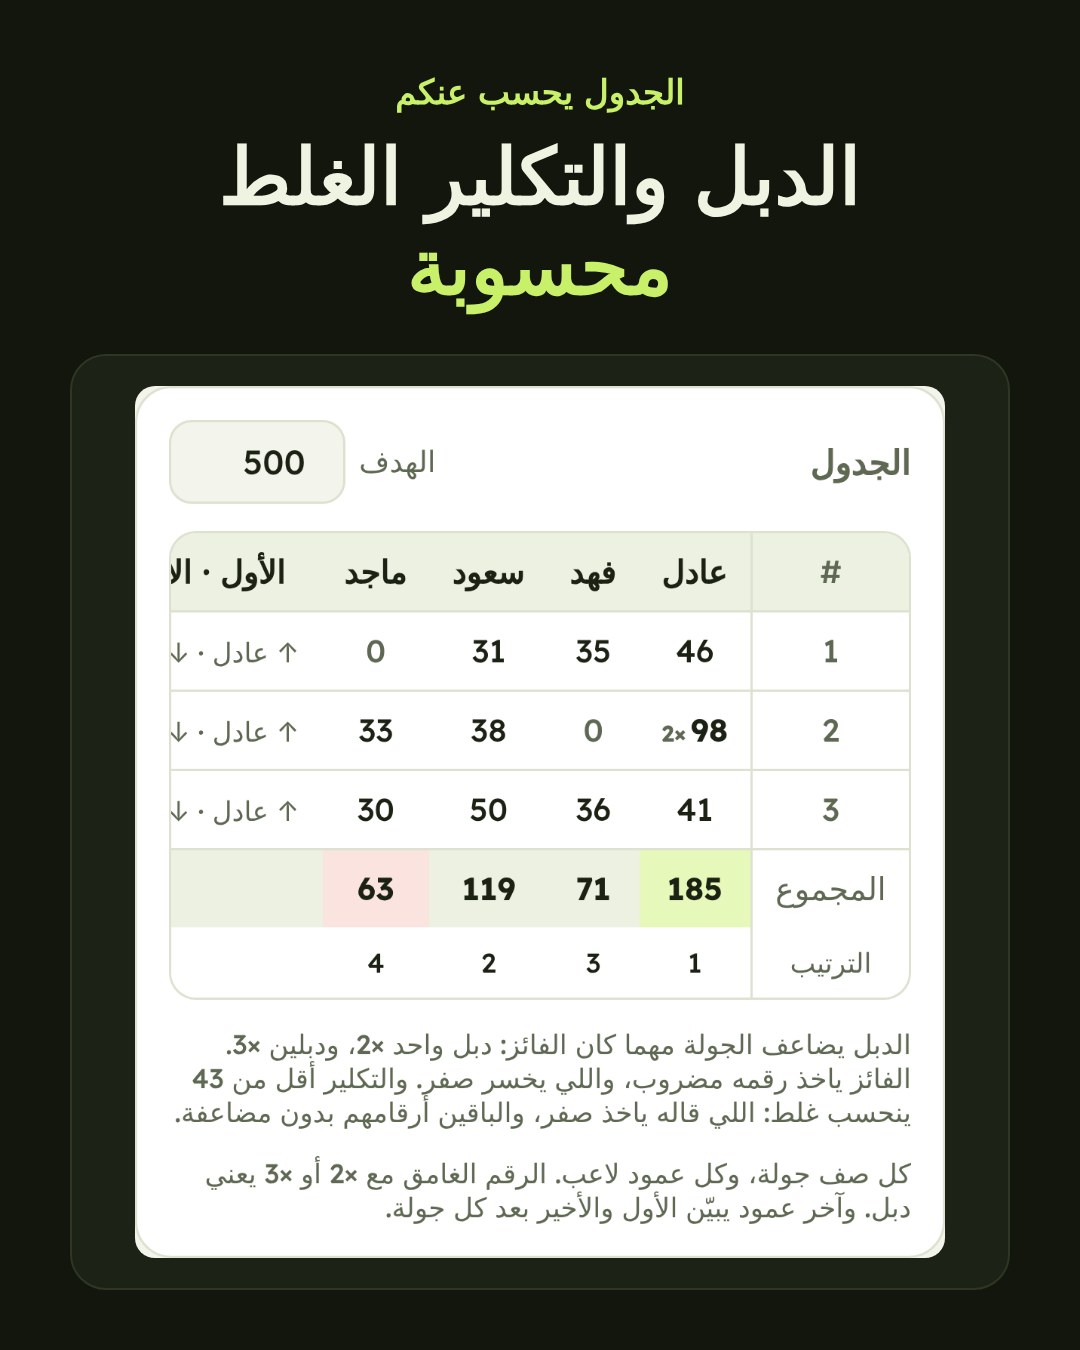 الجدول يحسب عنكم
الدبل والتكلير الغلط
محسوبة
الجدول
الهدف 500
# عادل فهد سعود ماجد الأول · الأ
1 46 35 31 0 ↑ عادل · ↓
2 98 ×2 0 38 33 ↑ عادل · ↓
3 41 36 50 30 ↑ عادل · ↓
المجموع 185 71 119 63
الترتيب 1 3 2 4
الدبل يضاعف الجولة مهما كان الفائز: دبل واحد ×2، ودبلين ×3.
الفائز ياخذ رقمه مضروب، واللي يخسر صفر. والتكلير أقل من 43
ينحسب غلط: اللي قاله ياخذ صفر، والباقين أرقامهم بدون مضاعفة.
كل صف جولة، وكل عمود لاعب. الرقم الغامق مع ×2 أو ×3 يعني
دبل. وآخر عمود يبيّن الأول والأخير بعد كل جولة.